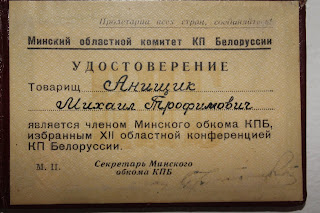 Пролетарии всех стран, соединяйтесь!
Минский областной комитет КП Белоруссии
УДОСТОВЕРЕНИЕ
Товарищ Анищик
Михаил Трофимович
является членом Минского обкома КПБ,
избранным XII областной конференцией
КП Белоруссии.
М. П. Секретарь Минского
обкома КПБ